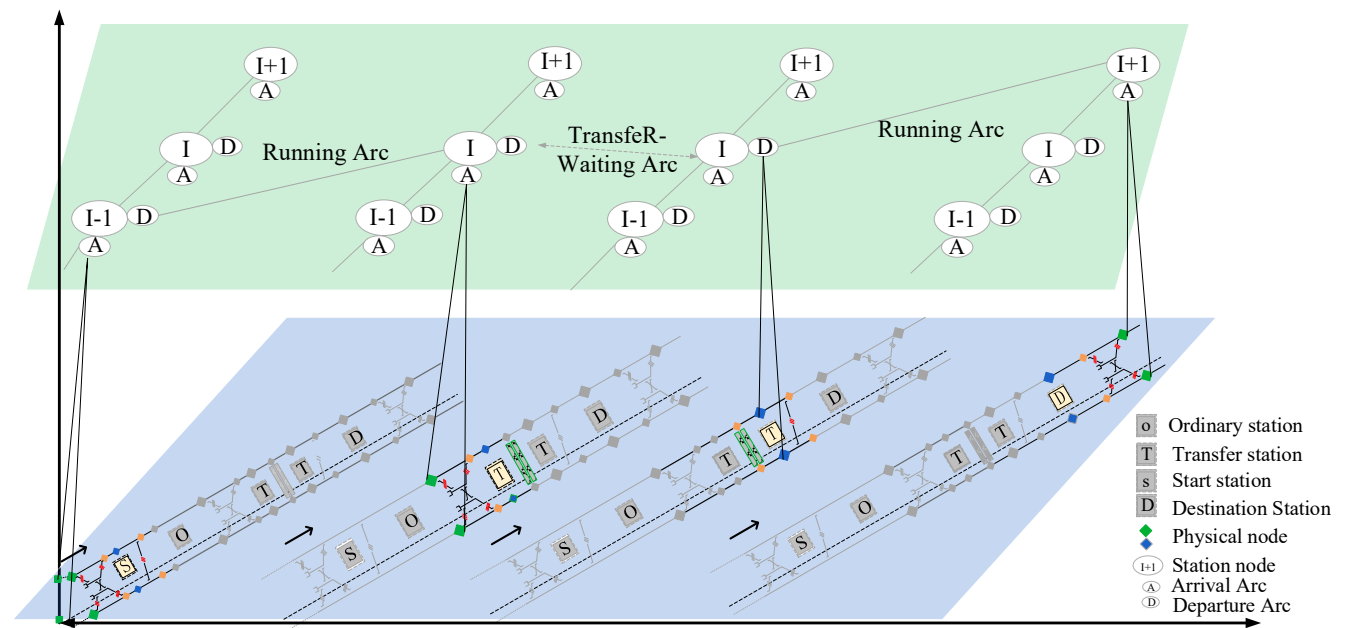 I+1
A
I+1
A
I+1
A
I+1
A
I
D
A
Running Arc
I
D
A
TransfeR-
Waiting Arc
I
D
A
Running Arc
I
D
A
I-1
D
A
I-1
D
A
I-1
D
A
I-1
D
A
S
O
T
T
D
S
O
T
T
D
S
O
T
T
D
S
O
T
T
D
o Ordinary station
T Transfer station
s Start station
D Destination Station
Physical node
I+1 Station node
A Arrival Arc
D Departure Arc